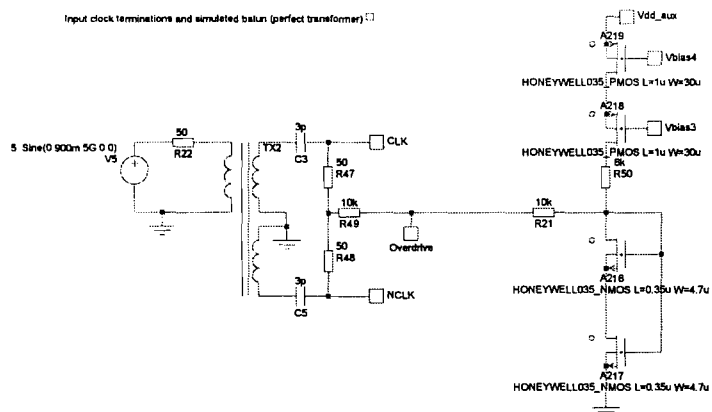 Input clock terminations and simulated balun (perfect transformer)
Vdd_aux
A219
Vbias4
HONEYWELL035_PMOS L=1u W=30u
A218
Vbias3
HONEYWELL035_PMOS L=1u W=30u
6k
R50
5 Sine(0 900m 5G 0 0)
V5
50
R22
TX2
3p
C3
CLK
50
R47
10k
R49
10k
R21
Overdrive
50
R48
3p
C5
NCLK
A216
HONEYWELL035_NMOS L=0.35u W=4.7u
A217
HONEYWELL035_NMOS L=0.35u W=4.7u